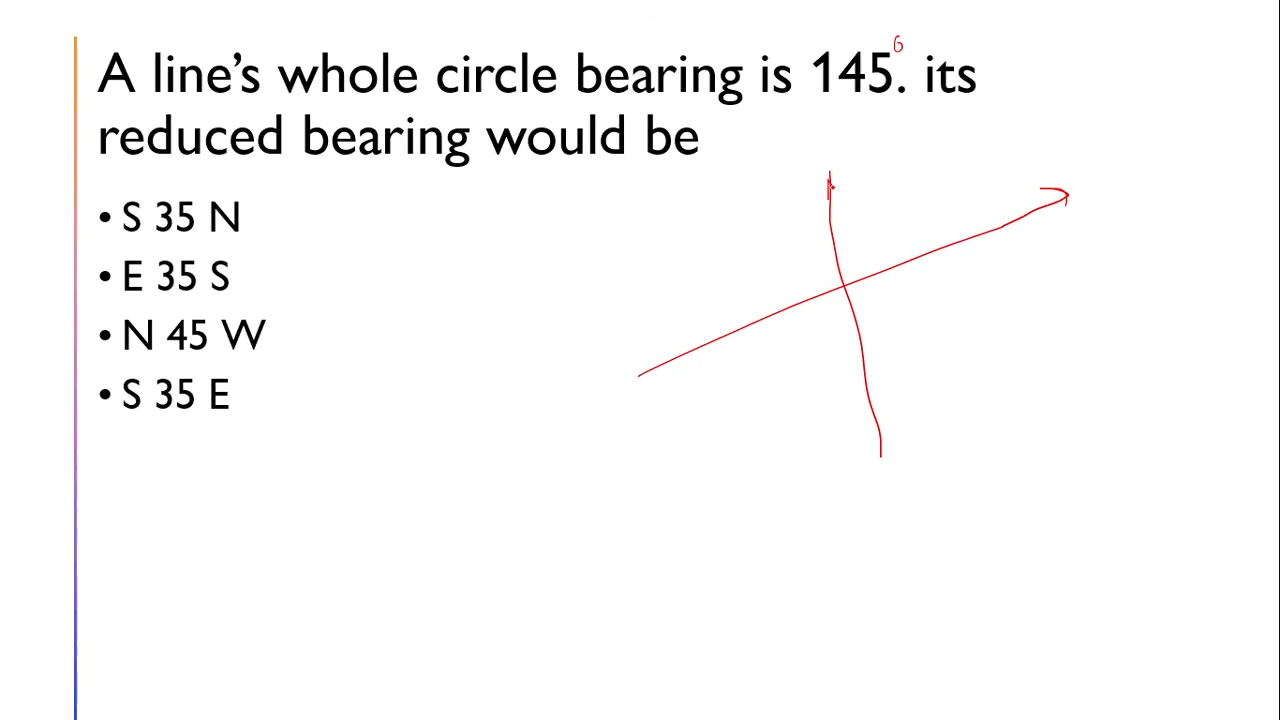 A line’s whole circle bearing is 145. its
reduced bearing would be
• S 35 N
• E 35 S
• N 45 W
• S 35 E